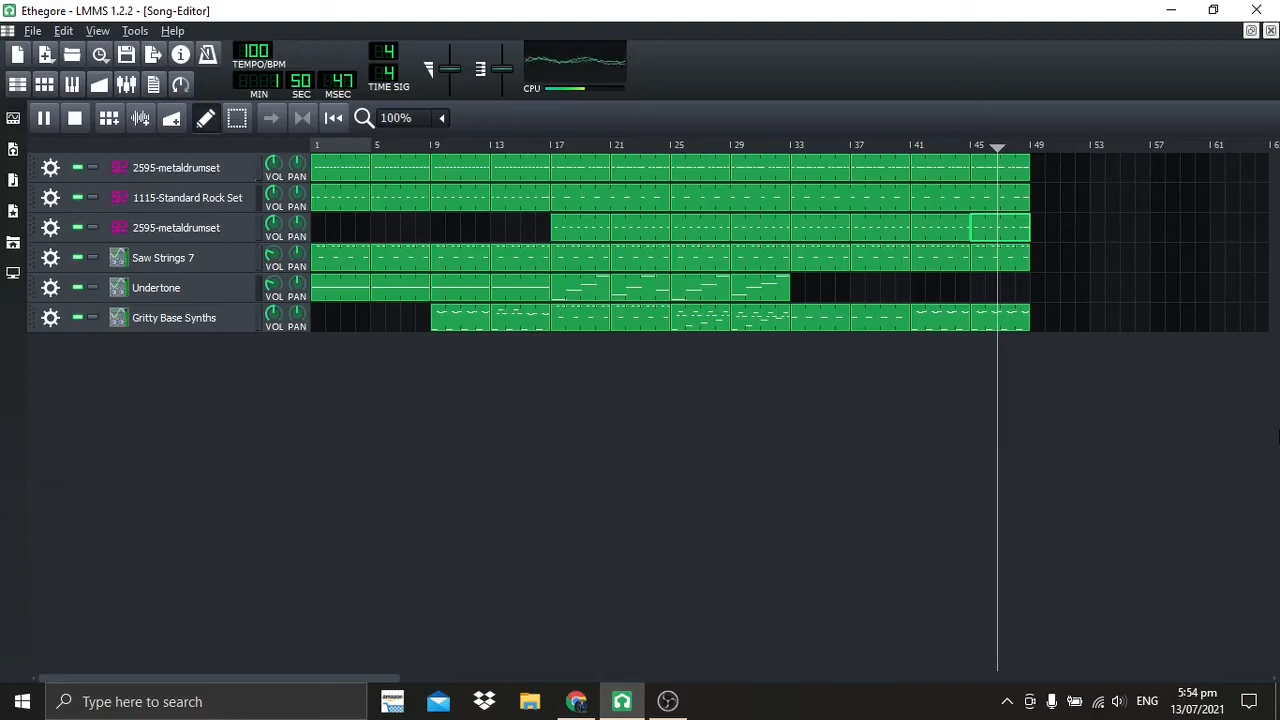 Ethegore - LMMS 1.2.2 - [Song-Editor]
File Edit View Tools Help
100
TEMPO/BPM
1 50 47
MIN SEC MSEC
4
4
TIME SIG
CPU
100%
1 5 9 13 17 21 25 29 33 37 41 45 49 53 57 61 6
2595-metaldrumset VOL PAN
1115-Standard Rock Set VOL PAN
2595-metaldrumset VOL PAN
Saw Strings 7 VOL PAN
Undertone VOL PAN
Gritty Base Synths VOL PAN
Type here to search
amazon
ENG
5:54 pm
13/07/2021